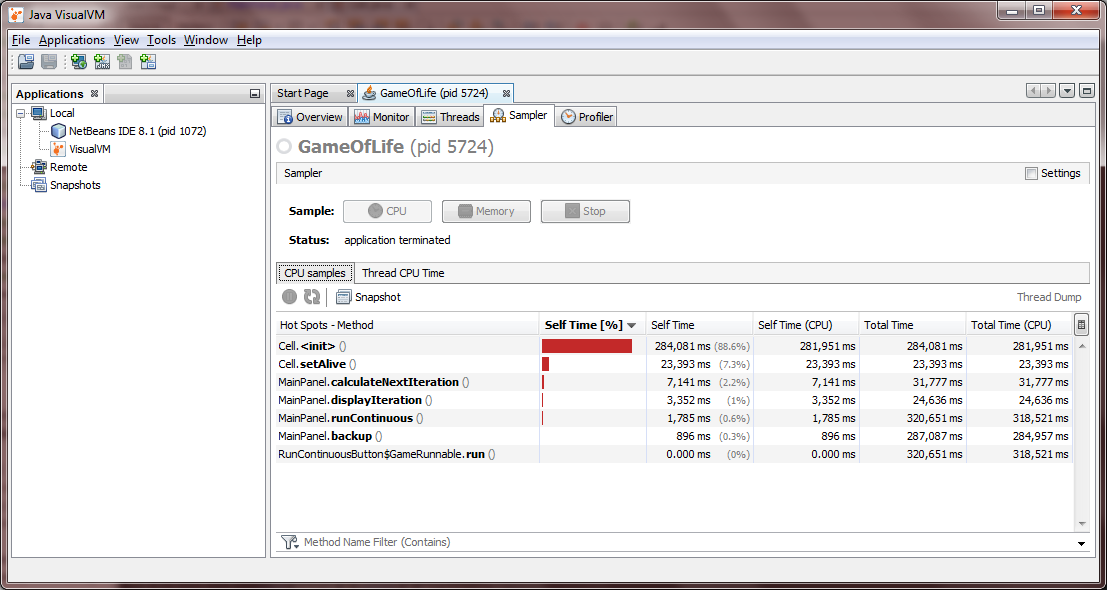 Java VisualVM
File Applications View Tools Window Help
Applications
Local
NetBeans IDE 8.1 (pid 1072)
VisualVM
Remote
Snapshots
Start Page GameOfLife (pid 5724)
Overview Monitor Threads Sampler Profiler
GameOfLife (pid 5724)
Sampler Settings
Sample: CPU Memory Stop
Status: application terminated
CPU samples Thread CPU Time
Snapshot Thread Dump
Hot Spots - Method Self Time [%] Self Time Self Time (CPU) Total Time Total Time (CPU)
Cell.<init> () 284,081 ms (88.6%) 281,951 ms 284,081 ms 281,951 ms
Cell.setAlive () 23,393 ms (7.3%) 23,393 ms 23,393 ms 23,393 ms
MainPanel.calculateNextIteration () 7,141 ms (2.2%) 7,141 ms 31,777 ms 31,777 ms
MainPanel.displayIteration () 3,352 ms (1%) 3,352 ms 24,636 ms 24,636 ms
MainPanel.runContinuous () 1,785 ms (0.6%) 1,785 ms 320,651 ms 318,521 ms
MainPanel.backup () 896 ms (0.3%) 896 ms 287,087 ms 284,957 ms
RunContinuousButton$GameRunnable.run () 0.000 ms (0%) 0.000 ms 320,651 ms 318,521 ms
Method Name Filter (Contains)